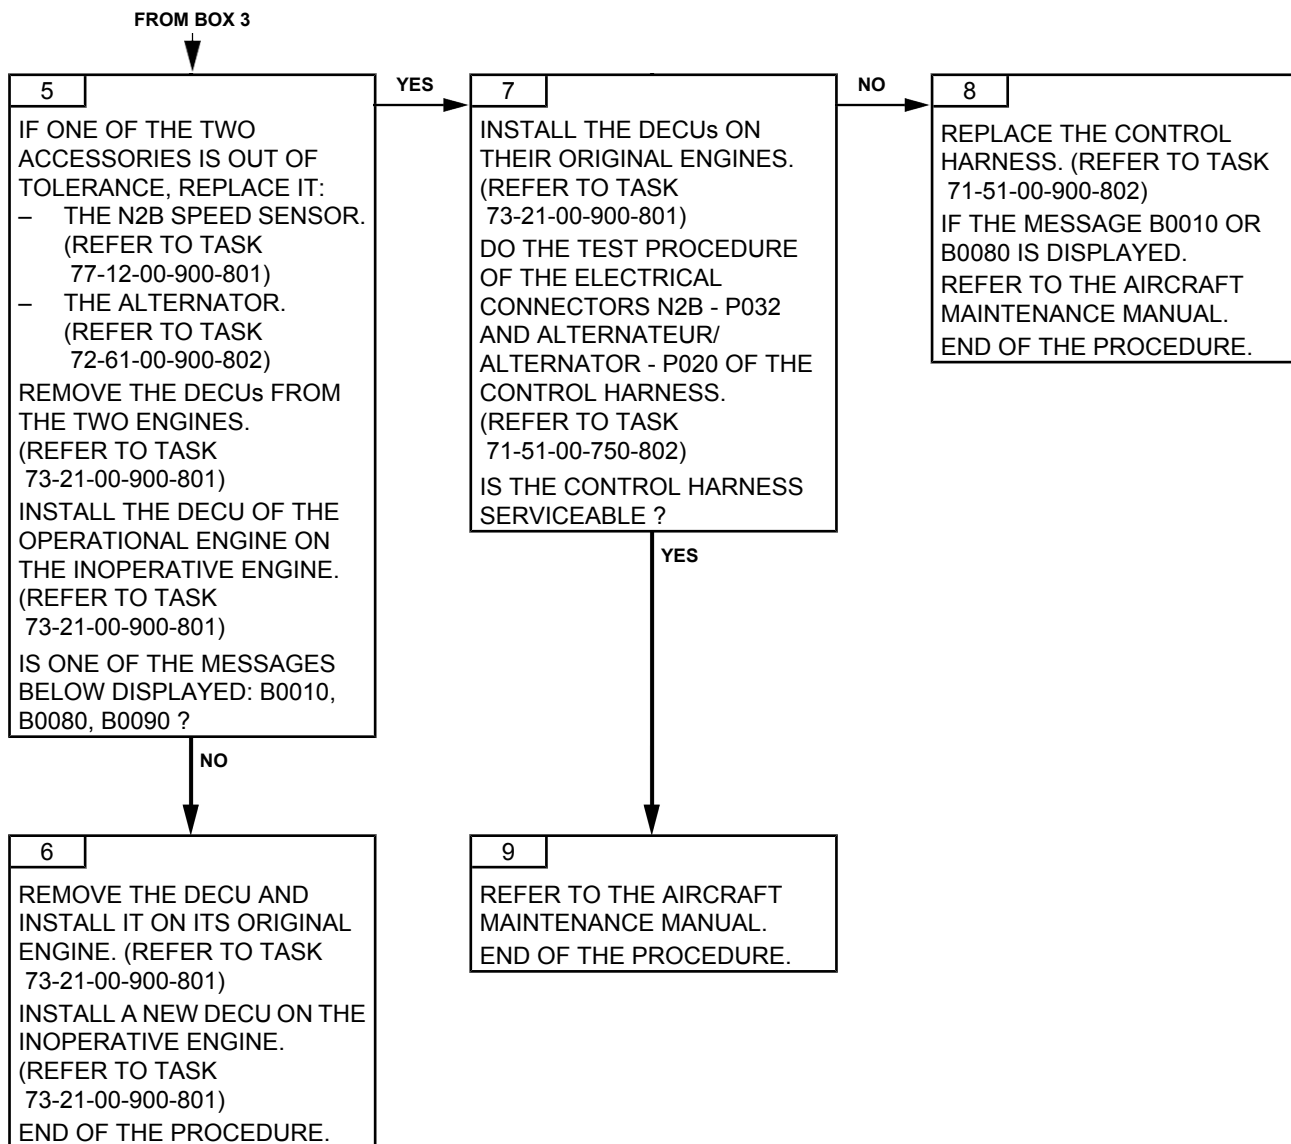 FROM BOX 3
5
IF ONE OF THE TWO
ACCESSORIES IS OUT OF
TOLERANCE, REPLACE IT:
– THE N2B SPEED SENSOR.
(REFER TO TASK
77-12-00-900-801)
– THE ALTERNATOR.
(REFER TO TASK
72-61-00-900-802)
REMOVE THE DECUs FROM
THE TWO ENGINES.
(REFER TO TASK
73-21-00-900-801)
INSTALL THE DECU OF THE
OPERATIONAL ENGINE ON
THE INOPERATIVE ENGINE.
(REFER TO TASK
73-21-00-900-801)
IS ONE OF THE MESSAGES
BELOW DISPLAYED: B0010,
B0080, B0090 ?
YES
7
INSTALL THE DECUs ON
THEIR ORIGINAL ENGINES.
(REFER TO TASK
73-21-00-900-801)
DO THE TEST PROCEDURE
OF THE ELECTRICAL
CONNECTORS N2B - P032
AND ALTERNATEUR/
ALTERNATOR - P020 OF THE
CONTROL HARNESS.
(REFER TO TASK
71-51-00-750-802)
IS THE CONTROL HARNESS
SERVICEABLE ?
NO
8
REPLACE THE CONTROL
HARNESS. (REFER TO TASK
71-51-00-900-802)
IF THE MESSAGE B0010 OR
B0080 IS DISPLAYED.
REFER TO THE AIRCRAFT
MAINTENANCE MANUAL.
END OF THE PROCEDURE.
NO
6
REMOVE THE DECU AND
INSTALL IT ON ITS ORIGINAL
ENGINE. (REFER TO TASK
73-21-00-900-801)
INSTALL A NEW DECU ON THE
INOPERATIVE ENGINE.
(REFER TO TASK
73-21-00-900-801)
END OF THE PROCEDURE.
YES
9
REFER TO THE AIRCRAFT
MAINTENANCE MANUAL.
END OF THE PROCEDURE.